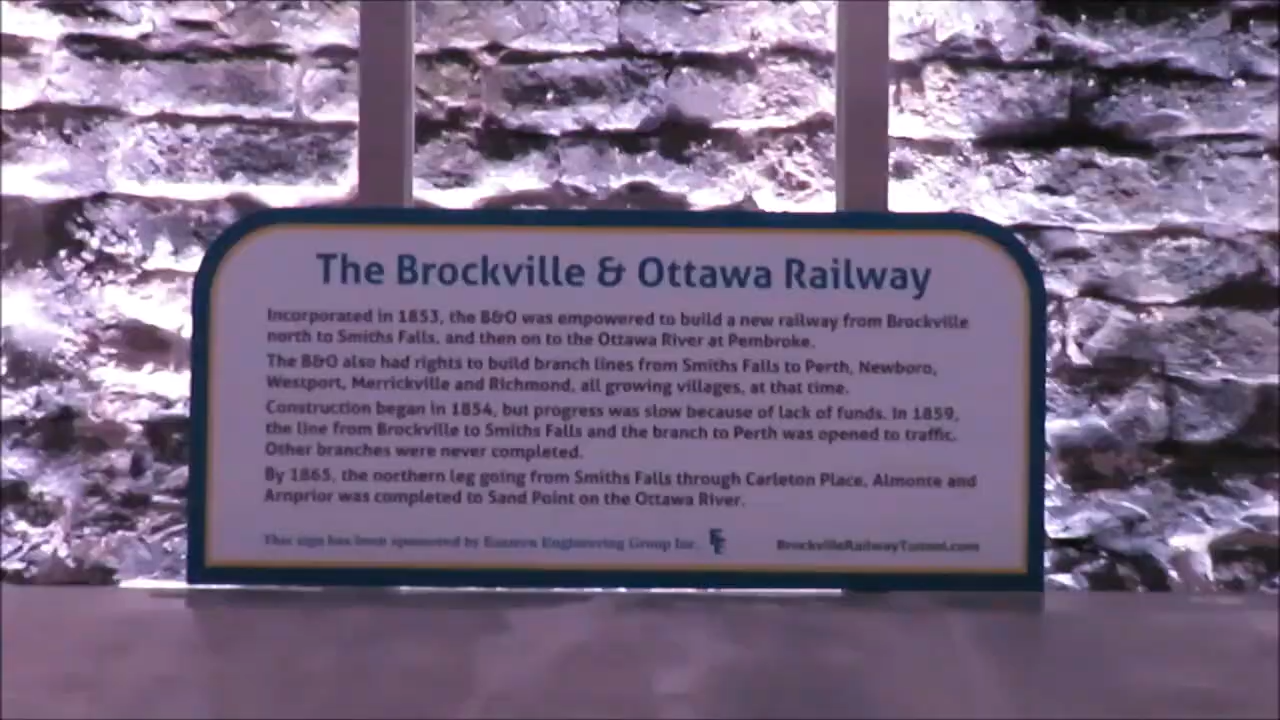 The Brockville & Ottawa Railway
Incorporated in 1853, the B&O was empowered to build a new railway from Brockville
north to Smiths Falls, and then on to the Ottawa River at Pembroke.
The B&O also had rights to build branch lines from Smiths Falls to Perth, Newboro,
Westport, Merrickville and Richmond, all growing villages, at that time.
Construction began in 1854, but progress was slow because of lack of funds. In 1859,
the line from Brockville to Smiths Falls and the branch to Perth was opened to traffic.
Other branches were never completed.
By 1865, the northern leg going from Smiths Falls through Carleton Place, Almonte and
Arnprior was completed to Sand Point on the Ottawa River.
This sign has been sponsored by Eastern Engineering Group Inc.
BrockvilleRailwayTunnel.com